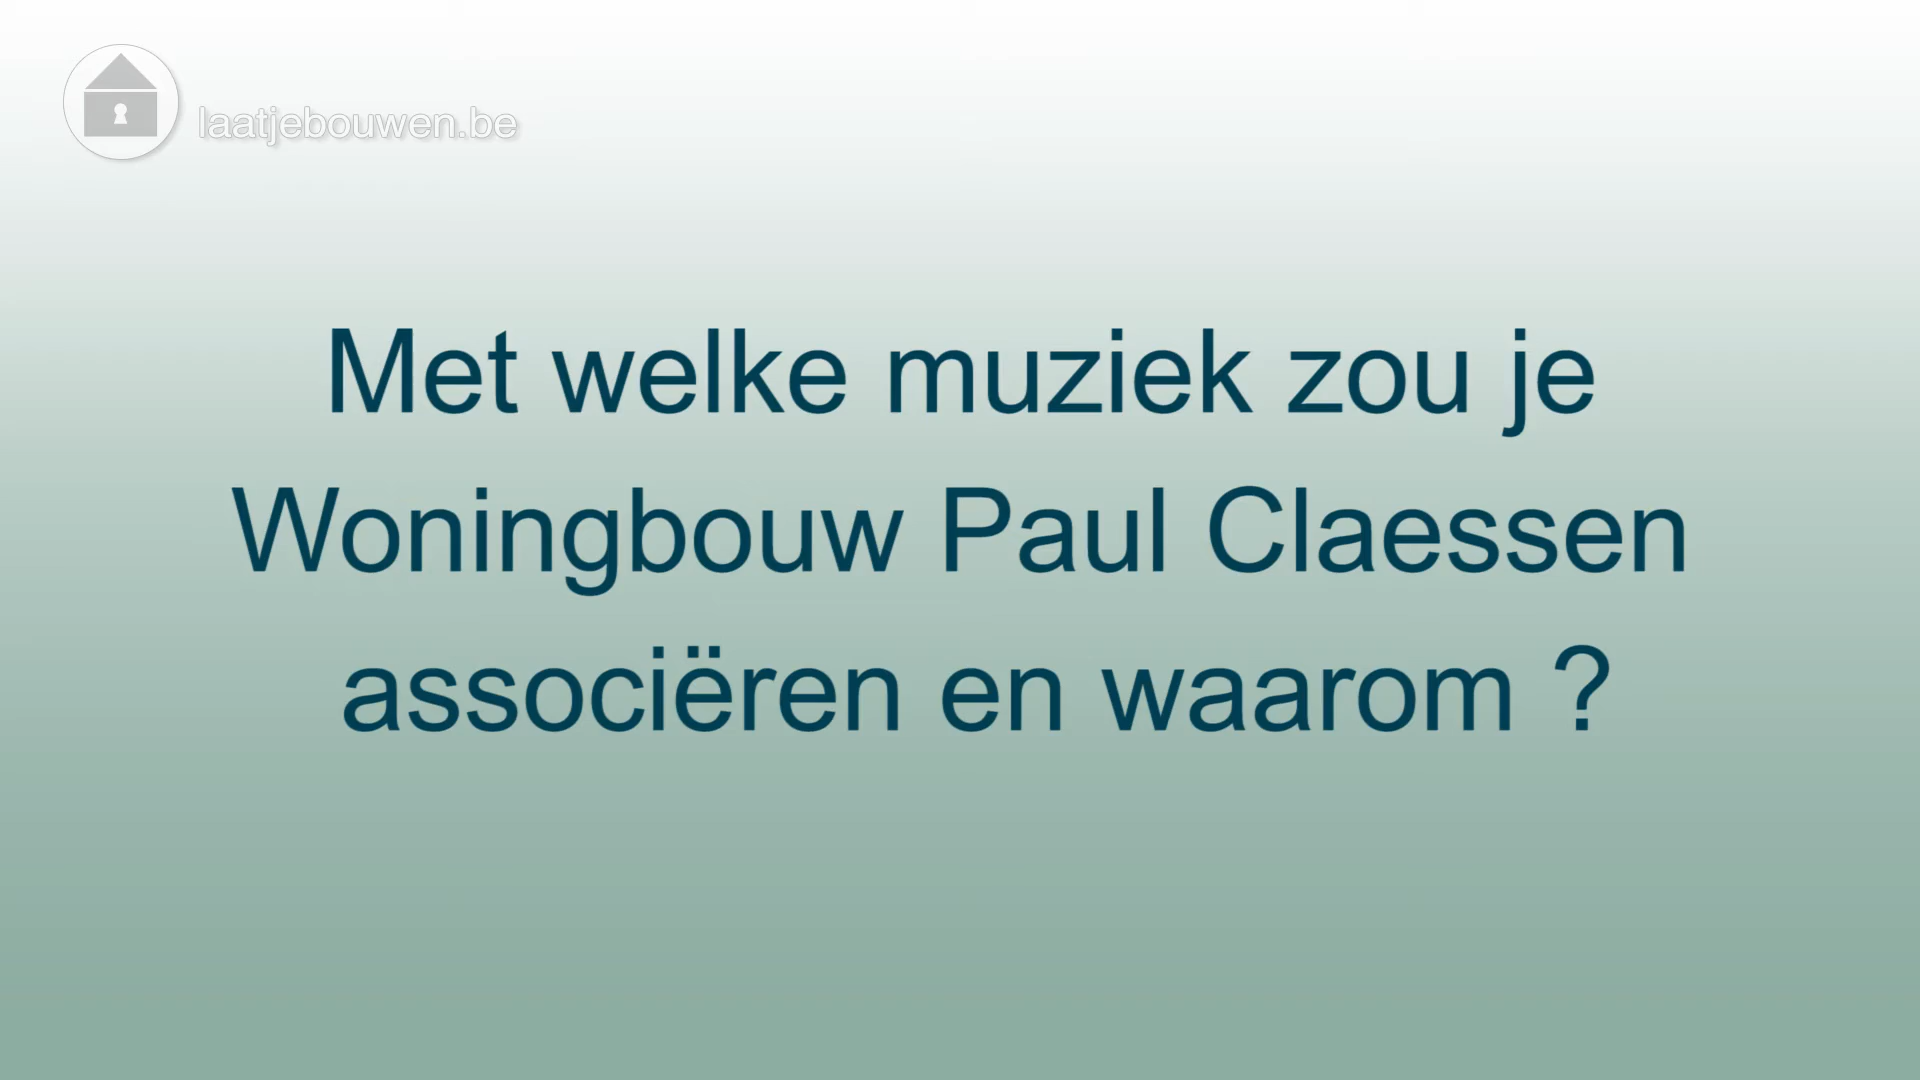 laatjebouwen.be
Met welke muziek zou je
Woningbouw Paul Claessen
associëren en waarom ?